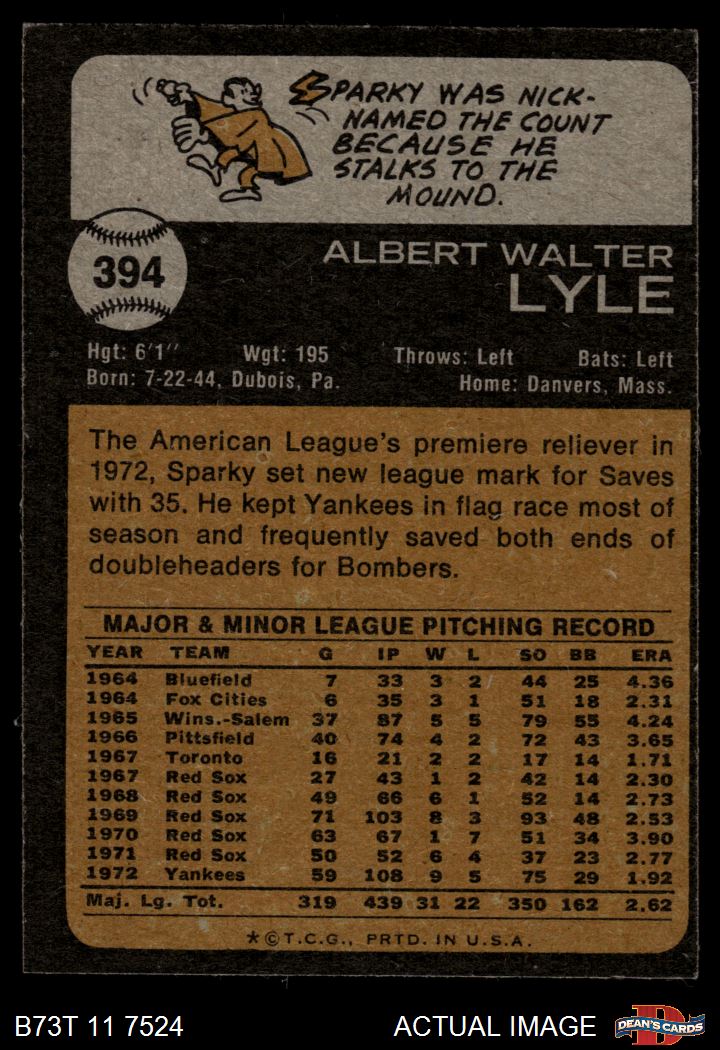 SPARKY WAS NICK-
NAMED THE COUNT
BECAUSE HE
STALKS TO THE
MOUND.
394
ALBERT WALTER
LYLE
Hgt: 6'1" Wgt: 195 Throws: Left Bats: Left
Born: 7-22-44, Dubois, Pa. Home: Danvers, Mass.
The American League's premiere reliever in
1972, Sparky set new league mark for Saves
with 35. He kept Yankees in flag race most of
season and frequently saved both ends of
doubleheaders for Bombers.
MAJOR & MINOR LEAGUE PITCHING RECORD
YEAR TEAM G IP W L SO BB ERA
1964 Bluefield 7 33 3 2 44 25 4.36
1964 Fox Cities 6 35 3 1 51 18 2.31
1965 Wins.-Salem 37 87 5 5 79 55 4.24
1966 Pittsfield 40 74 4 2 72 43 3.65
1967 Toronto 16 21 2 2 17 14 1.71
1967 Red Sox 27 43 1 2 42 14 2.30
1968 Red Sox 49 66 6 1 52 14 2.73
1969 Red Sox 71 103 8 3 93 48 2.53
1970 Red Sox 63 67 1 7 51 34 3.90
1971 Red Sox 50 52 6 4 37 23 2.77
1972 Yankees 59 108 9 5 75 29 1.92
Maj. Lg. Tot. 319 439 31 22 350 162 2.62
*©T.C.G., PRTD. IN U.S.A.
B73T 11 7524 ACTUAL IMAGE D DEAN'S CARDS